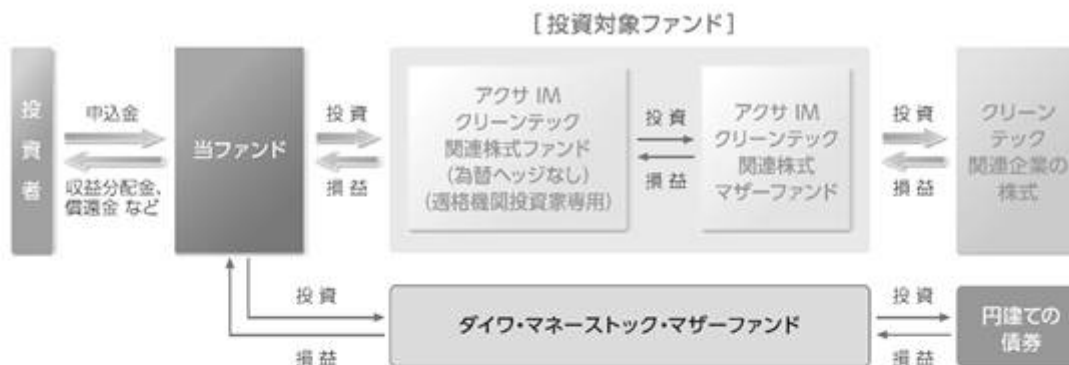 [投資対象ファンド]
投資者
申込金
収益分配金、
償還金 など
当ファンド
投資
損益
アクサ IM
クリーンテック
関連株式ファンド
(為替ヘッジなし)
(適格機関投資家専用)
投資
損益
アクサ IM
クリーンテック
関連株式
マザーファンド
投資
損益
クリーン
テック
関連企業の
株式
投資
損益
ダイワ・マネーストック・マザーファンド
投資
損益
円建ての
債券